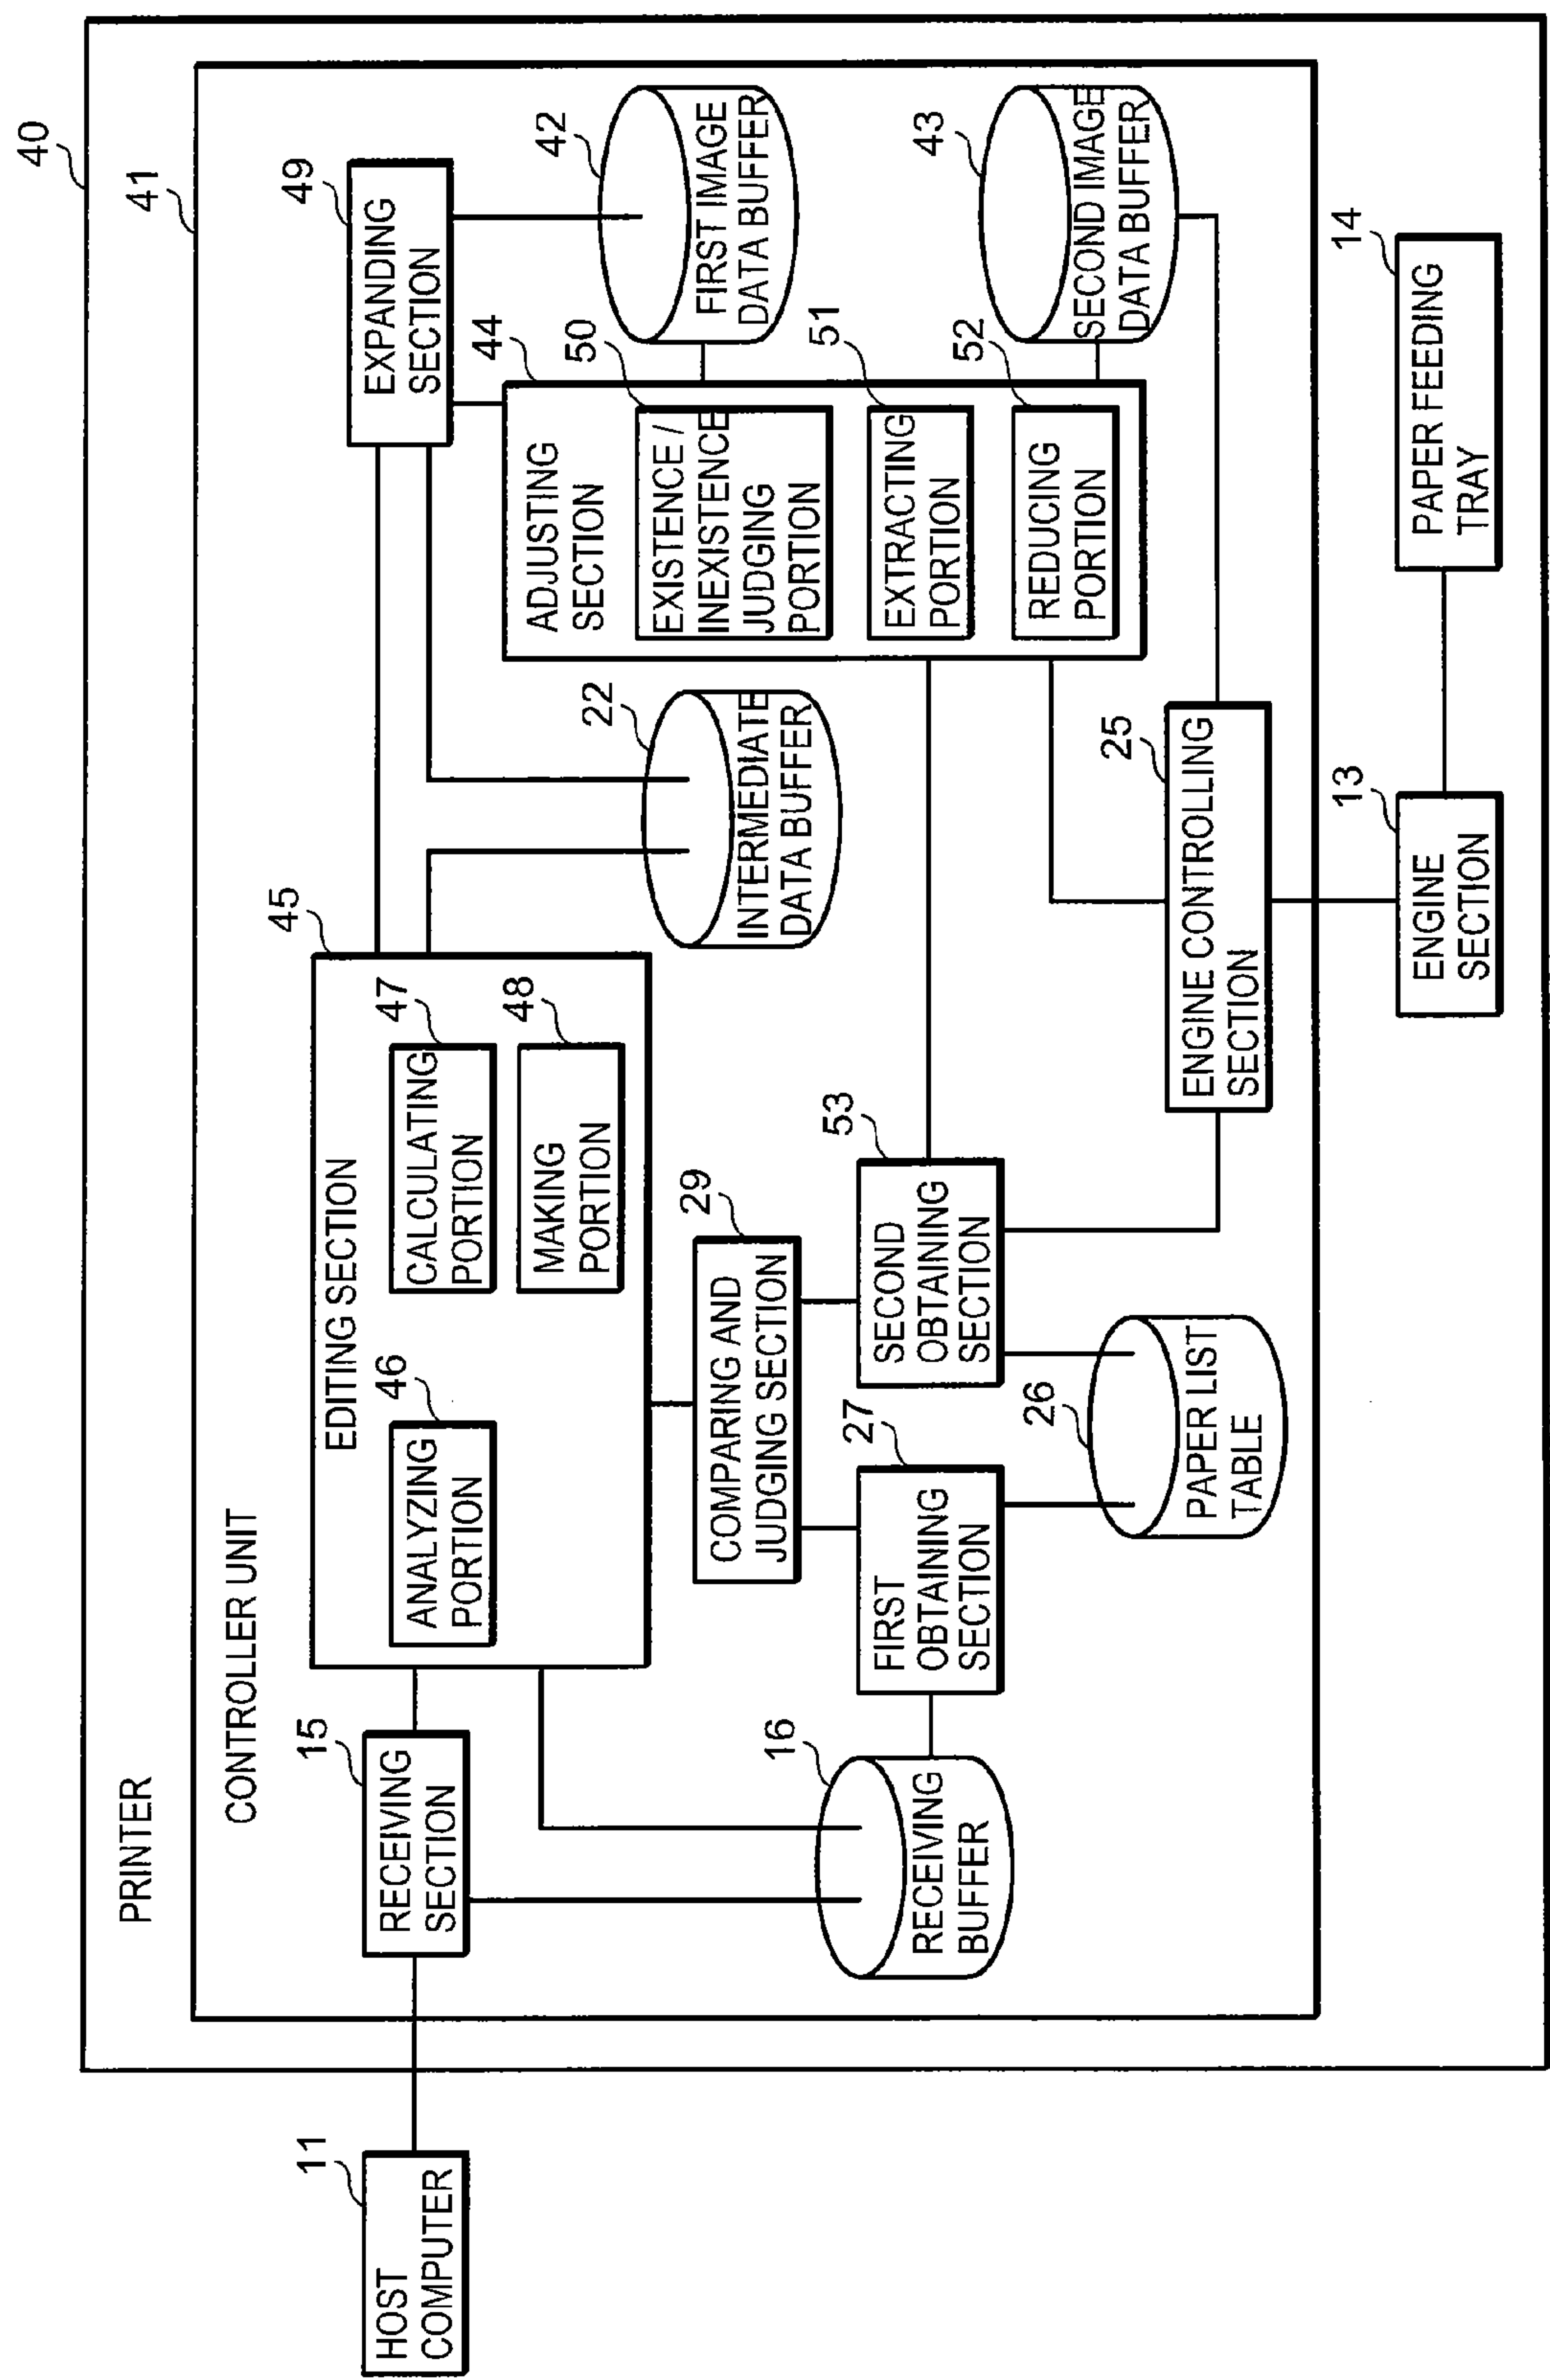 40
PRINTER
41
CONTROLLER UNIT
11
HOST
COMPUTER
15
RECEIVING
SECTION
45
EDITING SECTION
46
ANALYZING
PORTION
47
CALCULATING
PORTION
48
MAKING
PORTION
49
EXPANDING
SECTION
16
RECEIVING
BUFFER
29
COMPARING AND
JUDGING SECTION
27
FIRST
OBTAINING
SECTION
53
SECOND
OBTAINING
SECTION
26
PAPER LIST
TABLE
22
INTERMEDIATE
DATA BUFFER
44
ADJUSTING
SECTION
50
EXISTENCE /
INEXISTENCE
JUDGING
PORTION
51
EXTRACTING
PORTION
52
REDUCING
PORTION
42
FIRST IMAGE
DATA BUFFER
43
SECOND IMAGE
DATA BUFFER
25
ENGINE CONTROLLING
SECTION
13
ENGINE
SECTION
14
PAPER FEEDING
TRAY